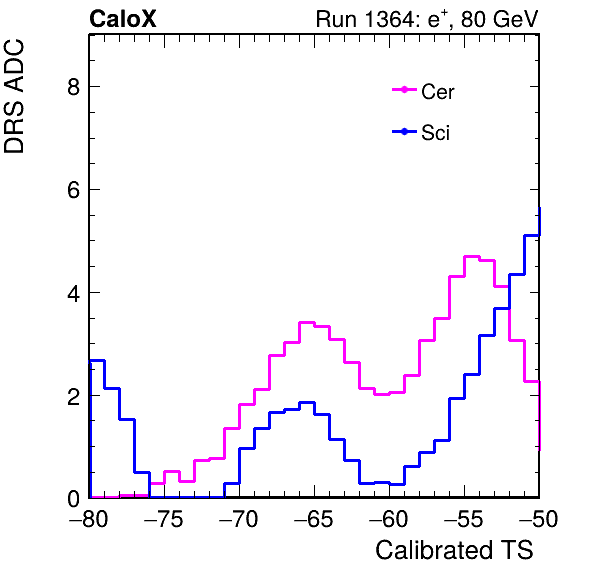 CaloX Run 1364: e⁺, 80 GeV
DRS ADC
8
6
4
2
0
Cer
Sci
−80 −75 −70 −65 −60 −55 −50
Calibrated TS